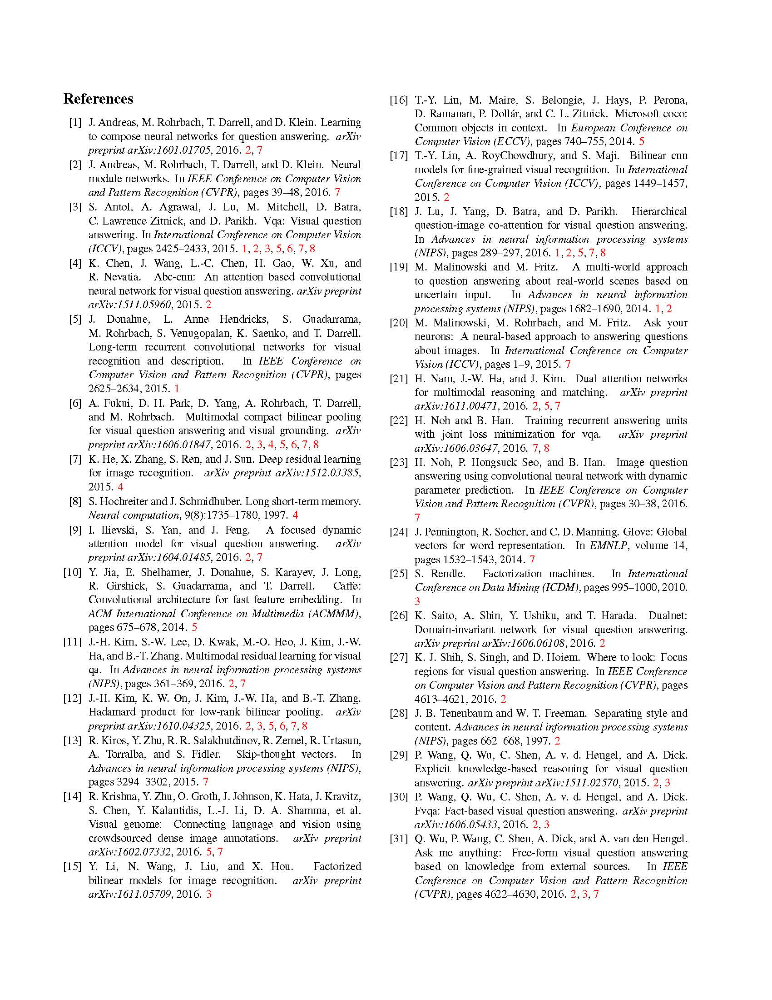 References
[1] J. Andreas, M. Rohrbach, T. Darrell, and D. Klein. Learning
to compose neural networks for question answering. arXiv
preprint arXiv:1601.01705, 2016. 2, 7
[2] J. Andreas, M. Rohrbach, T. Darrell, and D. Klein. Neural
module networks. In IEEE Conference on Computer Vision
and Pattern Recognition (CVPR), pages 39–48, 2016. 7
[3] S. Antol, A. Agrawal, J. Lu, M. Mitchell, D. Batra,
C. Lawrence Zitnick, and D. Parikh. Vqa: Visual question
answering. In International Conference on Computer Vision
(ICCV), pages 2425–2433, 2015. 1, 2, 3, 5, 6, 7, 8
[4] K. Chen, J. Wang, L.-C. Chen, H. Gao, W. Xu, and
R. Nevatia. Abc-cnn: An attention based convolutional
neural network for visual question answering. arXiv preprint
arXiv:1511.05960, 2015. 2
[5] J. Donahue, L. Anne Hendricks, S. Guadarrama,
M. Rohrbach, S. Venugopalan, K. Saenko, and T. Darrell.
Long-term recurrent convolutional networks for visual
recognition and description. In IEEE Conference on
Computer Vision and Pattern Recognition (CVPR), pages
2625–2634, 2015. 1
[6] A. Fukui, D. H. Park, D. Yang, A. Rohrbach, T. Darrell,
and M. Rohrbach. Multimodal compact bilinear pooling
for visual question answering and visual grounding. arXiv
preprint arXiv:1606.01847, 2016. 2, 3, 4, 5, 6, 7, 8
[7] K. He, X. Zhang, S. Ren, and J. Sun. Deep residual learning
for image recognition. arXiv preprint arXiv:1512.03385,
2015. 4
[8] S. Hochreiter and J. Schmidhuber. Long short-term memory.
Neural computation, 9(8):1735–1780, 1997. 4
[9] I. Ilievski, S. Yan, and J. Feng. A focused dynamic
attention model for visual question answering. arXiv
preprint arXiv:1604.01485, 2016. 2, 7
[10] Y. Jia, E. Shelhamer, J. Donahue, S. Karayev, J. Long,
R. Girshick, S. Guadarrama, and T. Darrell. Caffe:
Convolutional architecture for fast feature embedding. In
ACM International Conference on Multimedia (ACMMM),
pages 675–678, 2014. 5
[11] J.-H. Kim, S.-W. Lee, D. Kwak, M.-O. Heo, J. Kim, J.-W.
Ha, and B.-T. Zhang. Multimodal residual learning for visual
qa. In Advances in neural information processing systems
(NIPS), pages 361–369, 2016. 2, 7
[12] J.-H. Kim, K. W. On, J. Kim, J.-W. Ha, and B.-T. Zhang.
Hadamard product for low-rank bilinear pooling. arXiv
preprint arXiv:1610.04325, 2016. 2, 3, 5, 6, 7, 8
[13] R. Kiros, Y. Zhu, R. R. Salakhutdinov, R. Zemel, R. Urtasun,
A. Torralba, and S. Fidler. Skip-thought vectors. In
Advances in neural information processing systems (NIPS),
pages 3294–3302, 2015. 7
[14] R. Krishna, Y. Zhu, O. Groth, J. Johnson, K. Hata, J. Kravitz,
S. Chen, Y. Kalantidis, L.-J. Li, D. A. Shamma, et al.
Visual genome: Connecting language and vision using
crowdsourced dense image annotations. arXiv preprint
arXiv:1602.07332, 2016. 5, 7
[15] Y. Li, N. Wang, J. Liu, and X. Hou. Factorized
bilinear models for image recognition. arXiv preprint
arXiv:1611.05709, 2016. 3
[16] T.-Y. Lin, M. Maire, S. Belongie, J. Hays, P. Perona,
D. Ramanan, P. Dollár, and C. L. Zitnick. Microsoft coco:
Common objects in context. In European Conference on
Computer Vision (ECCV), pages 740–755, 2014. 5
[17] T.-Y. Lin, A. RoyChowdhury, and S. Maji. Bilinear cnn
models for fine-grained visual recognition. In International
Conference on Computer Vision (ICCV), pages 1449–1457,
2015. 2
[18] J. Lu, J. Yang, D. Batra, and D. Parikh. Hierarchical
question-image co-attention for visual question answering.
In Advances in neural information processing systems
(NIPS), pages 289–297, 2016. 1, 2, 5, 7, 8
[19] M. Malinowski and M. Fritz. A multi-world approach
to question answering about real-world scenes based on
uncertain input. In Advances in neural information
processing systems (NIPS), pages 1682–1690, 2014. 1, 2
[20] M. Malinowski, M. Rohrbach, and M. Fritz. Ask your
neurons: A neural-based approach to answering questions
about images. In International Conference on Computer
Vision (ICCV), pages 1–9, 2015. 7
[21] H. Nam, J.-W. Ha, and J. Kim. Dual attention networks
for multimodal reasoning and matching. arXiv preprint
arXiv:1611.00471, 2016. 2, 5, 7
[22] H. Noh and B. Han. Training recurrent answering units
with joint loss minimization for vqa. arXiv preprint
arXiv:1606.03647, 2016. 7, 8
[23] H. Noh, P. Hongsuck Seo, and B. Han. Image question
answering using convolutional neural network with dynamic
parameter prediction. In IEEE Conference on Computer
Vision and Pattern Recognition (CVPR), pages 30–38, 2016.
7
[24] J. Pennington, R. Socher, and C. D. Manning. Glove: Global
vectors for word representation. In EMNLP, volume 14,
pages 1532–1543, 2014. 7
[25] S. Rendle. Factorization machines. In International
Conference on Data Mining (ICDM), pages 995–1000, 2010.
3
[26] K. Saito, A. Shin, Y. Ushiku, and T. Harada. Dualnet:
Domain-invariant network for visual question answering.
arXiv preprint arXiv:1606.06108, 2016. 2
[27] K. J. Shih, S. Singh, and D. Hoiem. Where to look: Focus
regions for visual question answering. In IEEE Conference
on Computer Vision and Pattern Recognition (CVPR), pages
4613–4621, 2016. 2
[28] J. B. Tenenbaum and W. T. Freeman. Separating style and
content. Advances in neural information processing systems
(NIPS), pages 662–668, 1997. 2
[29] P. Wang, Q. Wu, C. Shen, A. v. d. Hengel, and A. Dick.
Explicit knowledge-based reasoning for visual question
answering. arXiv preprint arXiv:1511.02570, 2015. 2, 3
[30] P. Wang, Q. Wu, C. Shen, A. v. d. Hengel, and A. Dick.
Fvqa: Fact-based visual question answering. arXiv preprint
arXiv:1606.05433, 2016. 2, 3
[31] Q. Wu, P. Wang, C. Shen, A. Dick, and A. van den Hengel.
Ask me anything: Free-form visual question answering
based on knowledge from external sources. In IEEE
Conference on Computer Vision and Pattern Recognition
(CVPR), pages 4622–4630, 2016. 2, 3, 7